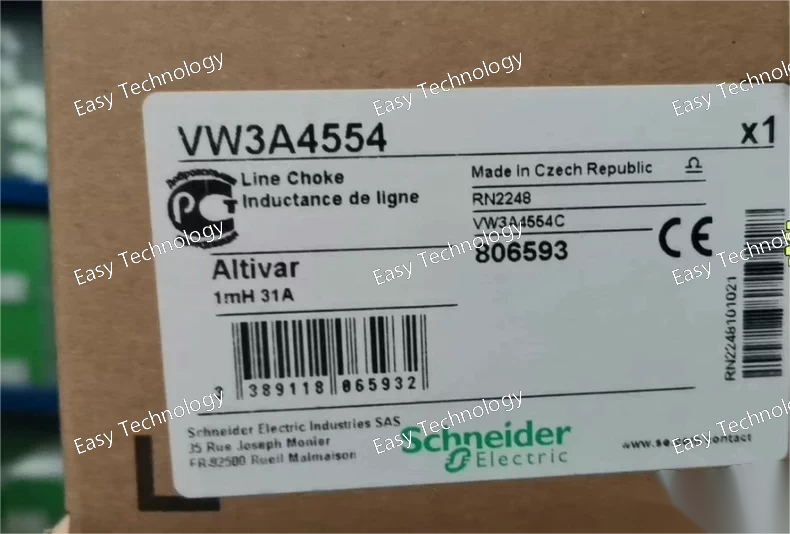 VW3A4554
x1
Line Choke
Inductance de ligne
Made in Czech Republic
RN2248
VW3A4554C
806593
CE
Altivar
1mH 31A
389118 065932
RN2248101021
Schneider Electric Industries SAS
35 Rue Joseph Monier
FR-92500 Rueil Malmaison
Schneider
Electric
Easy Technology
Easy Technology
Easy Technology
Easy Technology
Easy Technology
Easy Technology
Easy Technology
Easy Technology
Easy Technology